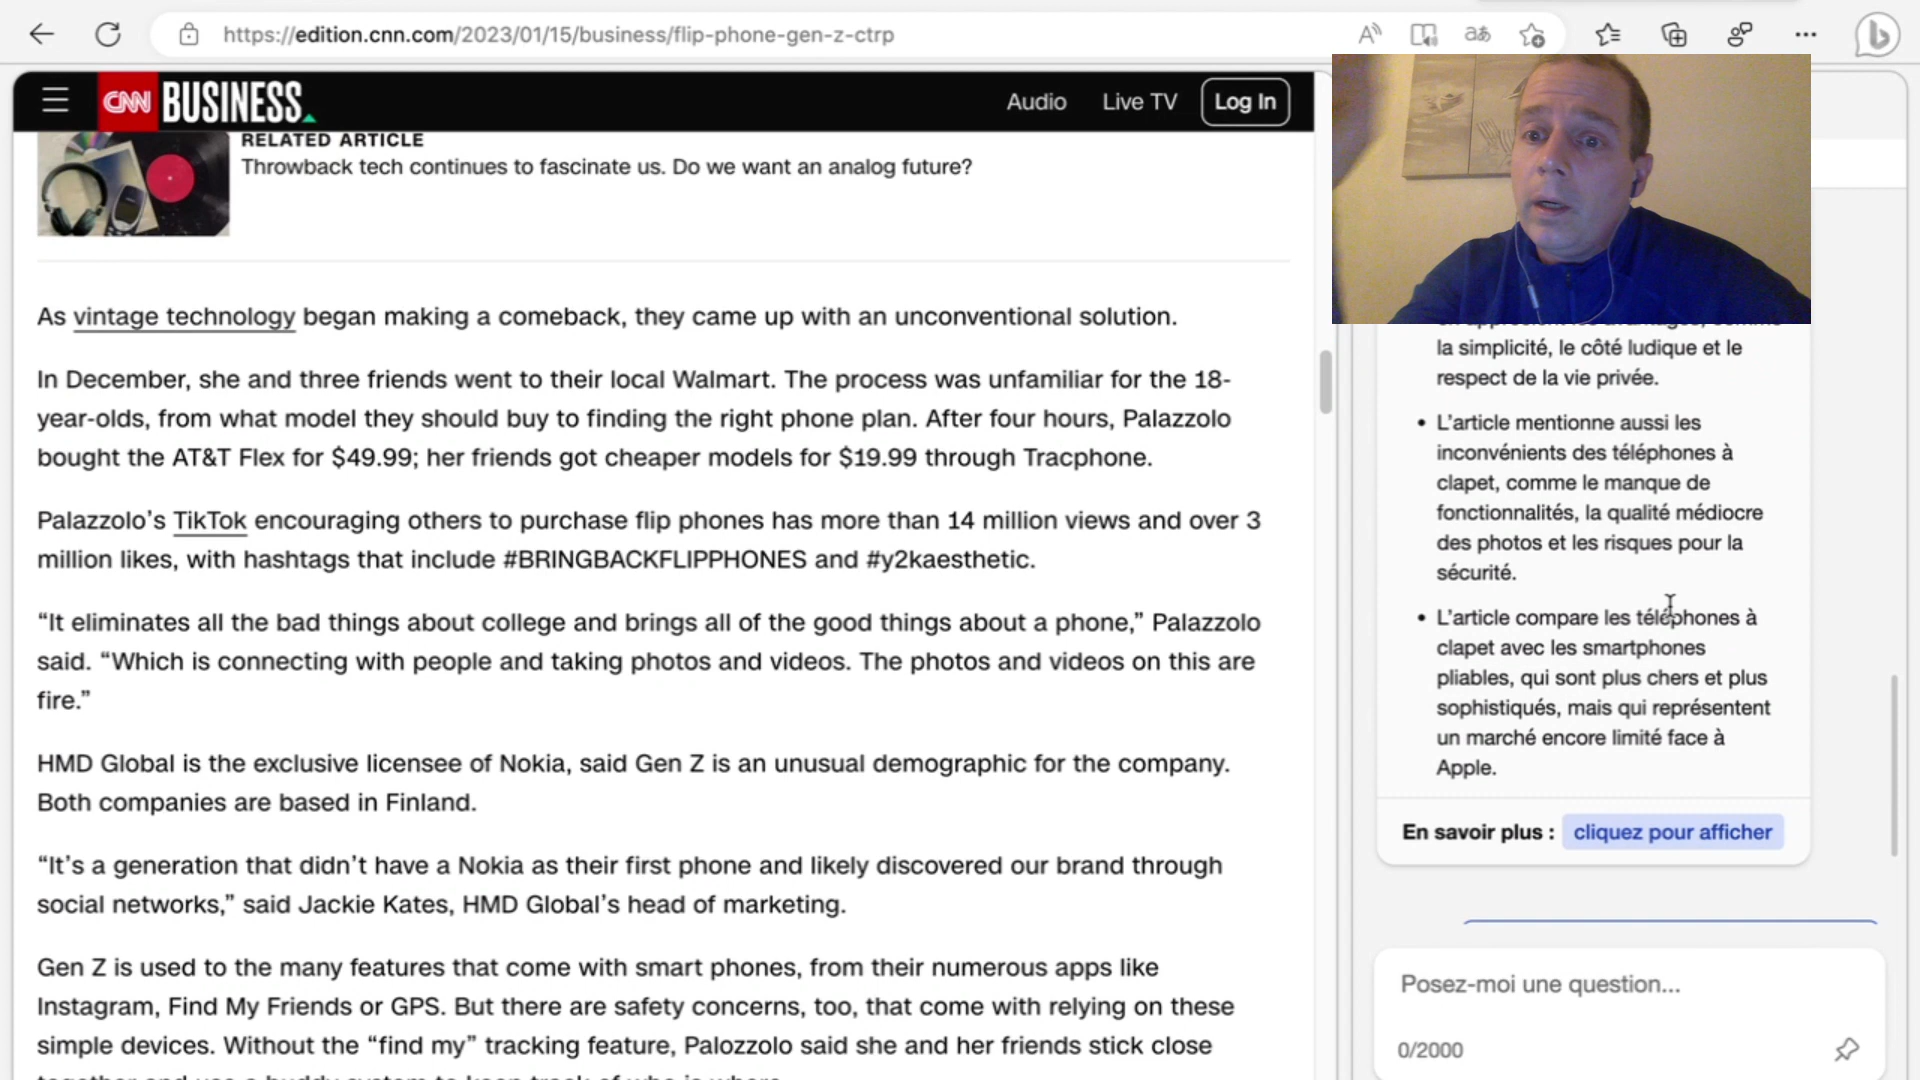 https://edition.cnn.com/2023/01/15/business/flip-phone-gen-z-ctrp
CNN BUSINESS
Audio Live TV Log In
RELATED ARTICLE
Throwback tech continues to fascinate us. Do we want an analog future?
As vintage technology began making a comeback, they came up with an unconventional solution.
In December, she and three friends went to their local Walmart. The process was unfamiliar for the 18-
year-olds, from what model they should buy to finding the right phone plan. After four hours, Palazzolo
bought the AT&T Flex for $49.99; her friends got cheaper models for $19.99 through Tracphone.
Palazzolo’s TikTok encouraging others to purchase flip phones has more than 14 million views and over 3
million likes, with hashtags that include #BRINGBACKFLIPPHONES and #y2kaesthetic.
“It eliminates all the bad things about college and brings all of the good things about a phone,” Palazzolo
said. “Which is connecting with people and taking photos and videos. The photos and videos on this are
fire.”
HMD Global is the exclusive licensee of Nokia, said Gen Z is an unusual demographic for the company.
Both companies are based in Finland.
“It’s a generation that didn’t have a Nokia as their first phone and likely discovered our brand through
social networks,” said Jackie Kates, HMD Global’s head of marketing.
Gen Z is used to the many features that come with smart phones, from their numerous apps like
Instagram, Find My Friends or GPS. But there are safety concerns, too, that come with relying on these
simple devices. Without the “find my” tracking feature, Palozzolo said she and her friends stick close
la simplicité, le côté ludique et le
respect de la vie privée.
• L’article mentionne aussi les
inconvénients des téléphones à
clapet, comme le manque de
fonctionnalités, la qualité médiocre
des photos et les risques pour la
sécurité.
• L’article compare les téléphones à
clapet avec les smartphones
pliables, qui sont plus chers et plus
sophistiqués, mais qui représentent
un marché encore limité face à
Apple.
En savoir plus : cliquez pour afficher
Posez-moi une question...
0/2000